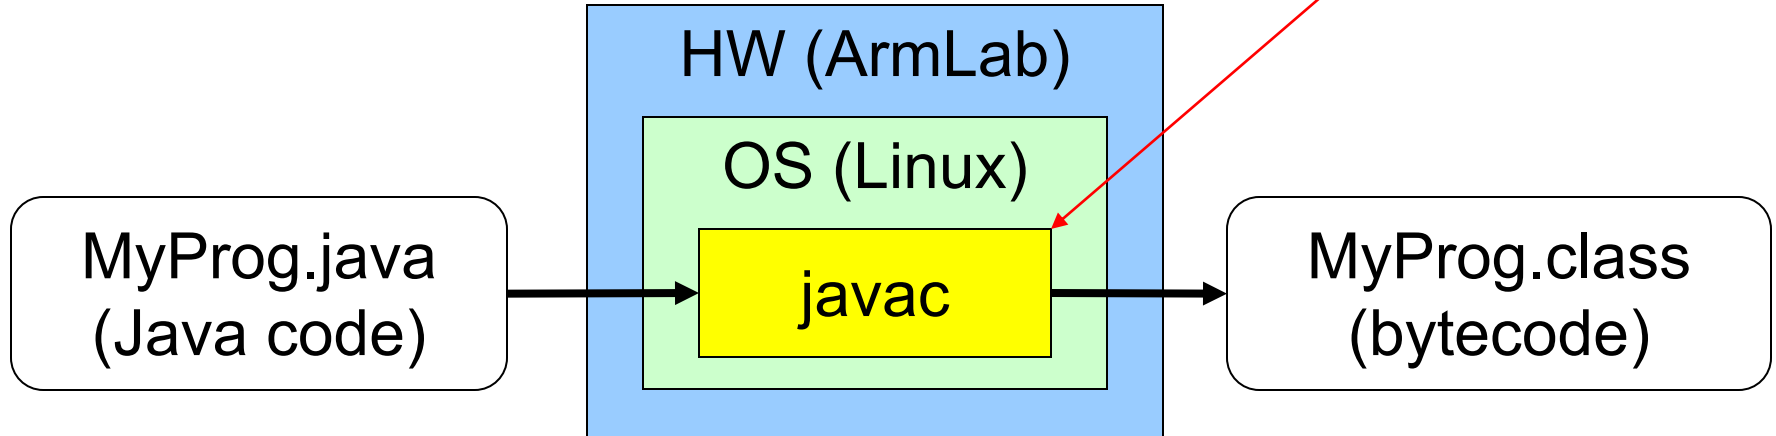 HW (ArmLab)
OS (Linux)
MyProg.java
(Java code)
javac
MyProg.class
(bytecode)